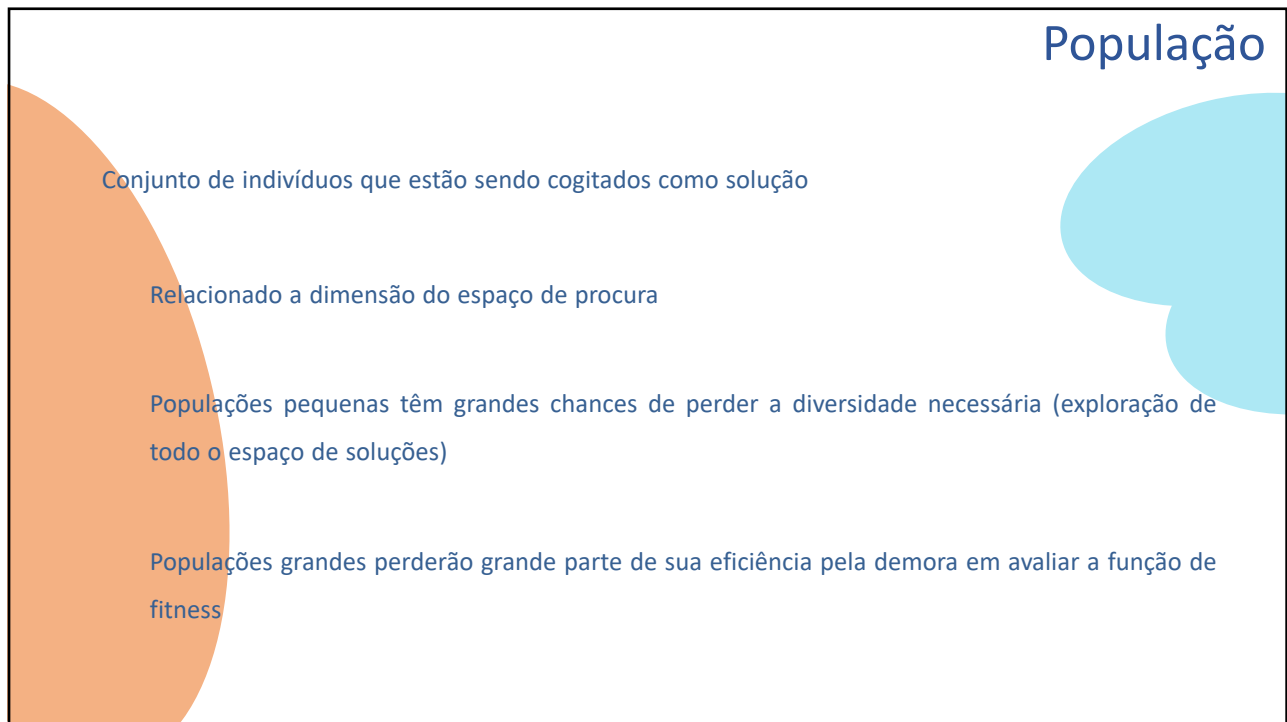 População
Conjunto de indivíduos que estão sendo cogitados como solução
Relacionado a dimensão do espaço de procura
Populações pequenas têm grandes chances de perder a diversidade necessária (exploração de
todo o espaço de soluções)
Populações grandes perderão grande parte de sua eficiência pela demora em avaliar a função de
fitness